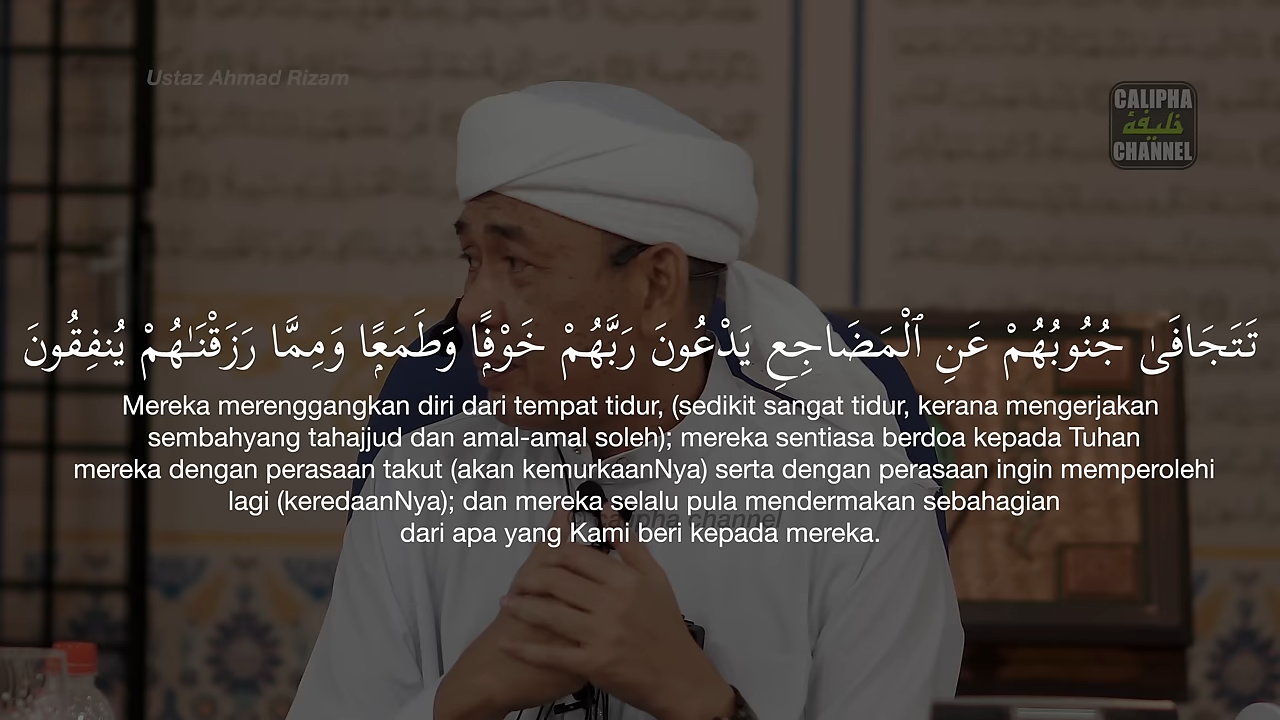 Ustaz Ahmad Rizam
CALIPHA
خليفة
CHANNEL
تَتَجَافَىٰ جُنُوبُهُمْ عَنِ ٱلْمَضَاجِعِ يَدْعُونَ رَبَّهُمْ خَوْفًۭا وَطَمَعًۭا وَمِمَّا رَزَقْنَـٰهُمْ يُنفِقُونَ
Mereka merenggangkan diri dari tempat tidur, (sedikit sangat tidur, kerana mengerjakan
sembahyang tahajjud dan amal-amal soleh); mereka sentiasa berdoa kepada Tuhan
mereka dengan perasaan takut (akan kemurkaanNya) serta dengan perasaan ingin memperolehi
lagi (keredaanNya); dan mereka selalu pula mendermakan sebahagian
calipha channel
dari apa yang Kami beri kepada mereka.